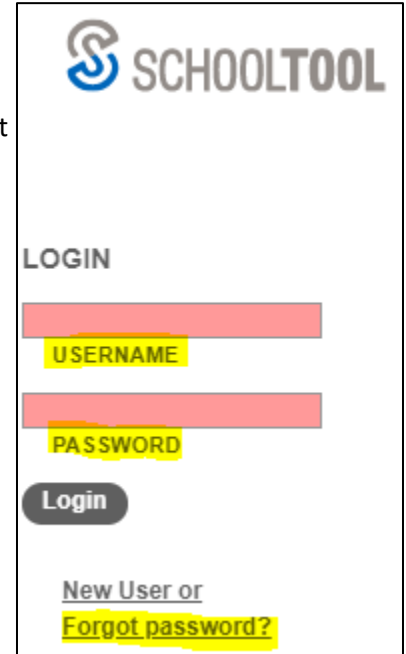 SCHOOLTOOL
t
LOGIN
USERNAME
PASSWORD
Login
New User or
Forgot password?